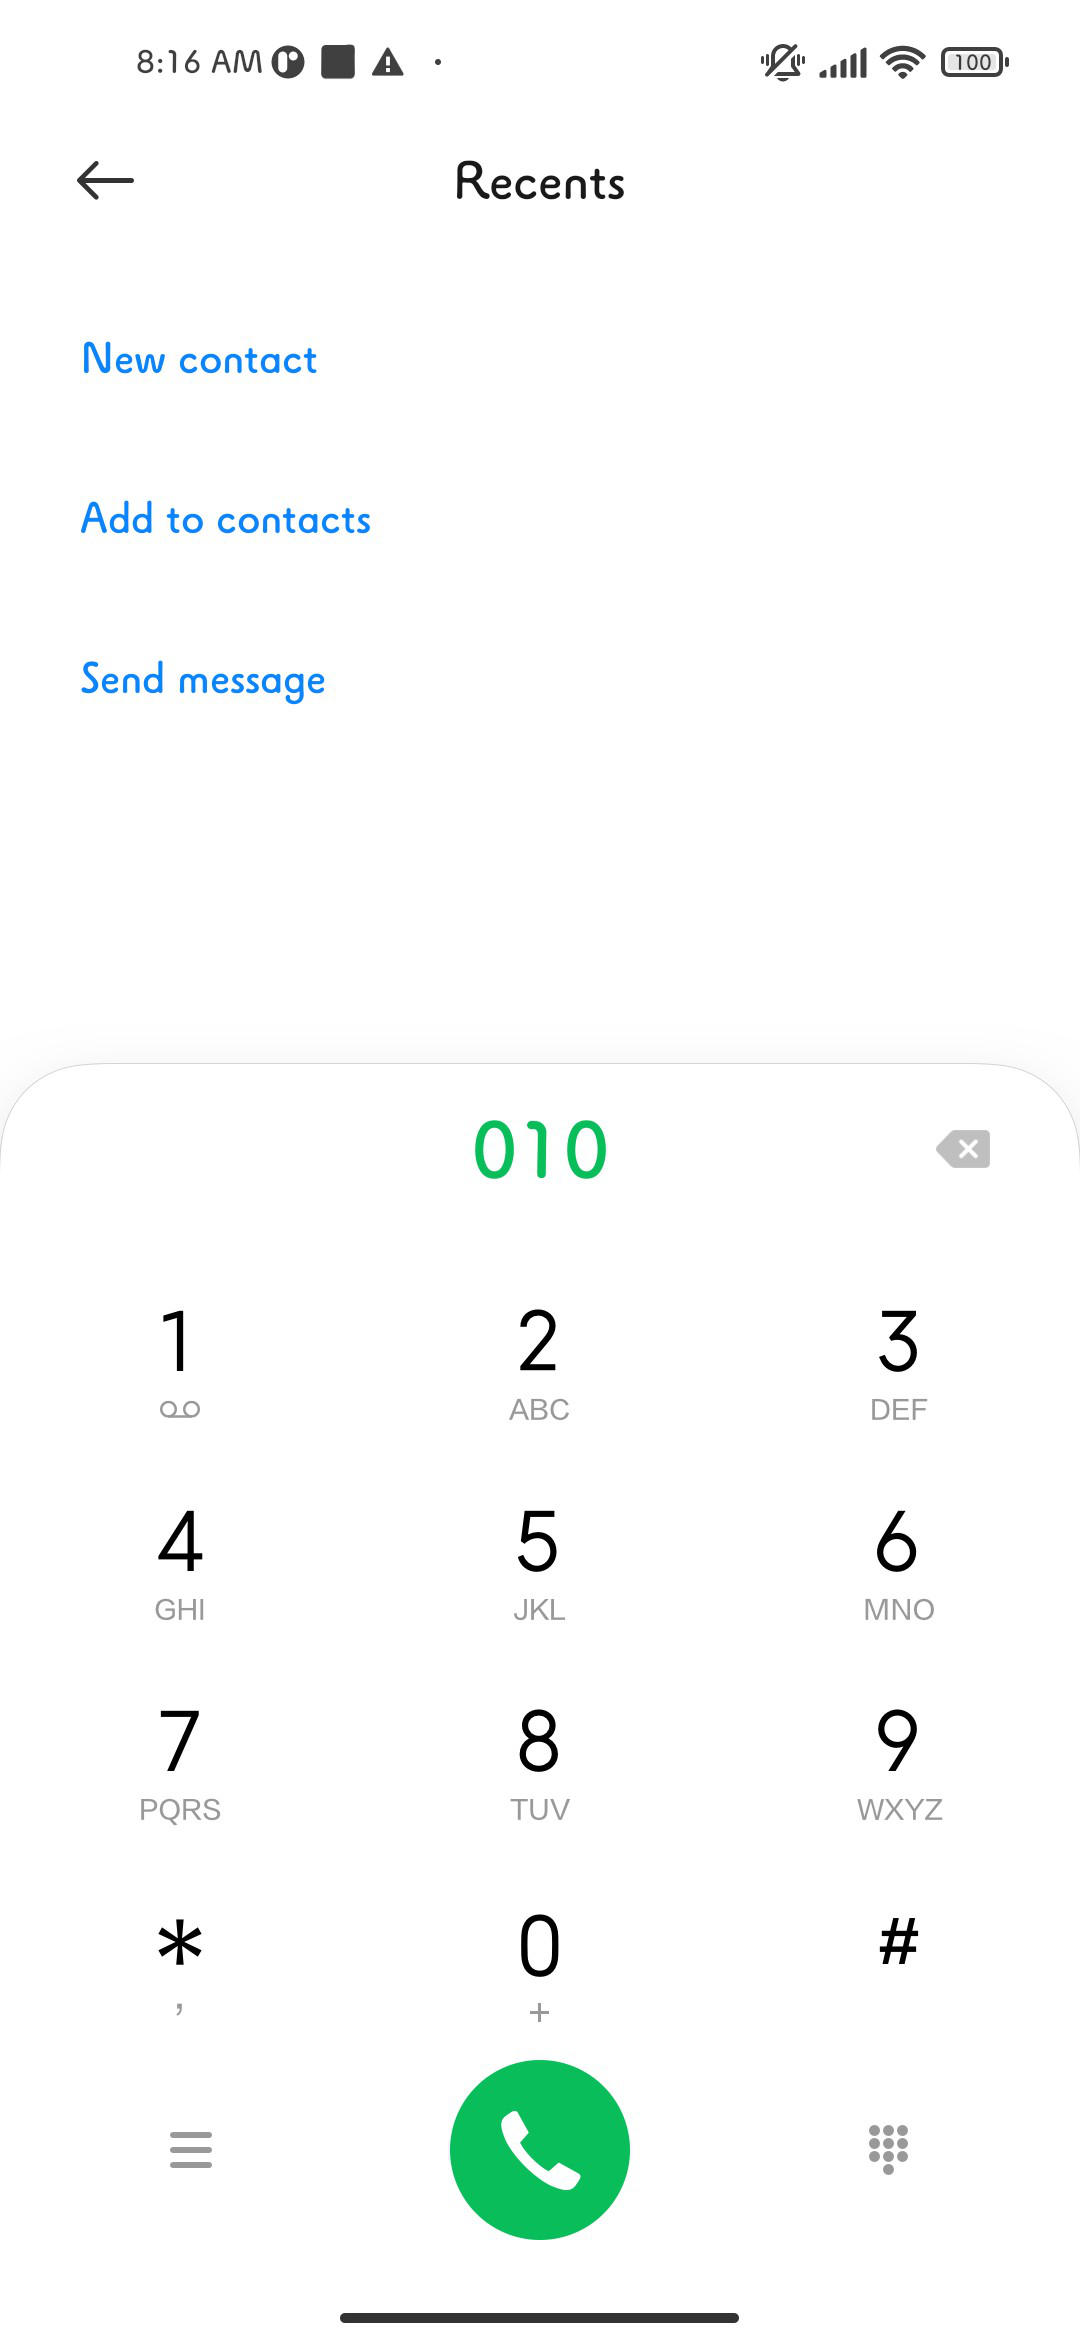 8:16 AM 100
Recents
New contact
Add to contacts
Send message
010
1 2 3
ABC DEF
4 5 6
GHI JKL MNO
7 8 9
PQRS TUV WXYZ
* 0 #
, +